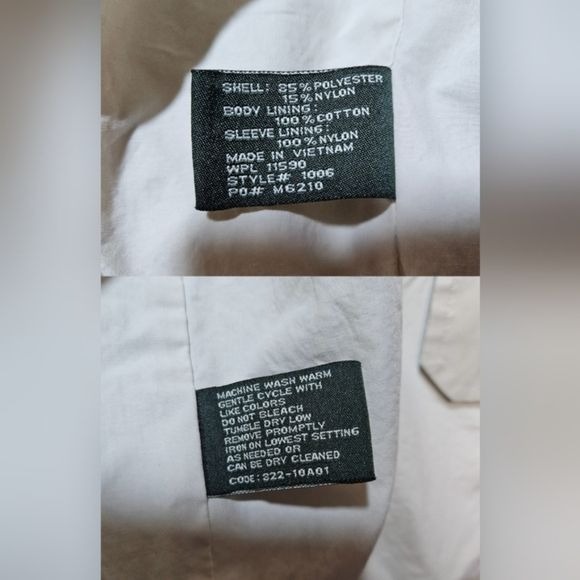 SHELL: 85% POLYESTER
15% NYLON
BODY LINING:
100% COTTON
SLEEVE LINING:
100% NYLON
MADE IN VIETNAM
WPL 11590
STYLE# 1006
PO# M6210
MACHINE WASH WARM
GENTLE CYCLE WITH
LIKE COLORS
DO NOT BLEACH
TUMBLE DRY LOW
REMOVE PROMPTLY
IRON ON LOWEST SETTING
AS NEEDED OR
CAN BE DRY CLEANED
CODE: 822-10A01